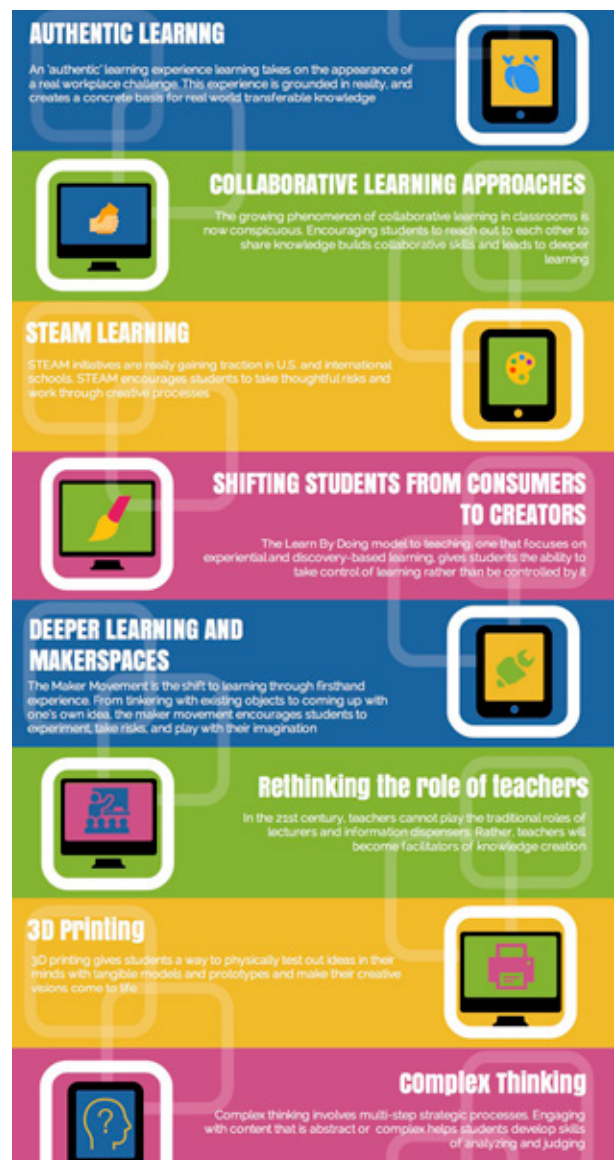 AUTHENTIC LEARNNG
An 'authentic' learning experience learning takes on the appearance of
a real workplace challenge. This experience is grounded in reality, and
creates a concrete basis for real world transferable knowledge
COLLABORATIVE LEARNING APPROACHES
The growing phenomenon of collaborative learning in classrooms is
now conspicuous. Encouraging students to reach out to each other to
share knowledge builds collaborative skills and leads to deeper
learning
STEAM LEARNING
STEAM initiatives are really gaining traction in U.S. and international
schools. STEAM encourages students to take thoughtful risks and
work through creative processes
SHIFTING STUDENTS FROM CONSUMERS
TO CREATORS
The Learn By Doing model to teaching, one that focuses on
experiential and discovery-based learning, gives students the ability to
take control of learning rather than be controlled by it
DEEPER LEARNING AND
MAKERSPACES
The Maker Movement is the shift to learning through firsthand
experience. From tinkering with existing objects to coming up with
one's own idea, the maker movement encourages students to
experiment, take risks, and play with their imagination
Rethinking the role of teachers
In the 21st century, teachers cannot play the traditional roles of
lecturers and information dispensers. Rather, teachers will
become facilitators of knowledge creation
3D Printing
3D printing gives students a way to physically test out ideas in their
minds with tangible models and prototypes and make their creative
visions come to life
Complex Thinking
Complex thinking involves multi-step strategic processes. Engaging
with content that is abstract or complex helps students develop skills
of analyzing and judging